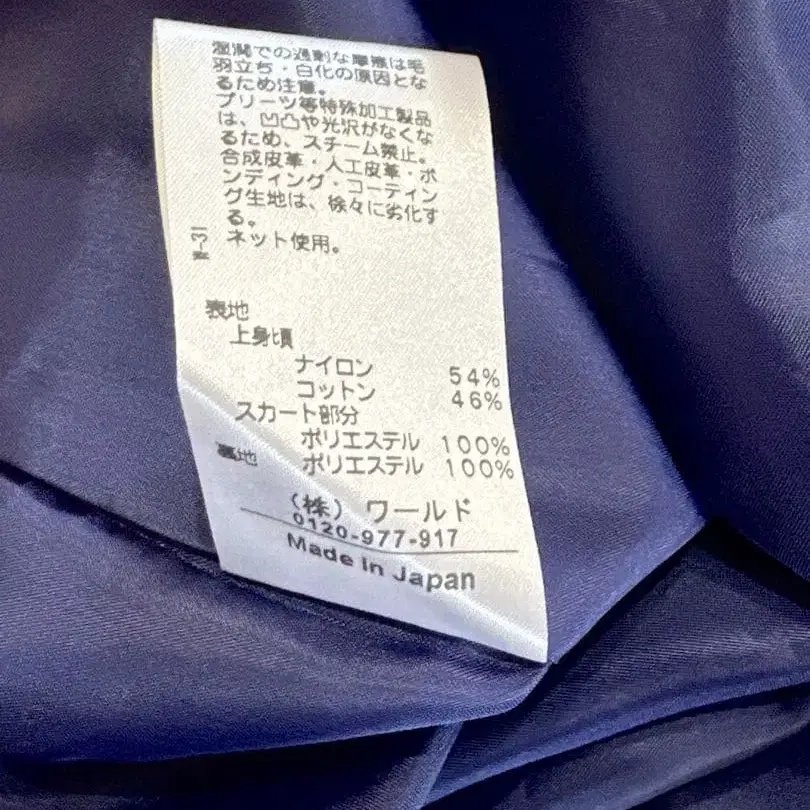 湿潤での過剰な摩擦は毛
羽立ち・白化の原因とな
るため注意。
プリーツ等特殊加工製品
は、凹凸や光沢がなくな
るため、スチーム禁止。
合成皮革・人工皮革・ボ
ンディング・コーティン
グ生地は、徐々に劣化す
る。
ネット使用。
表地
上身頃
ナイロン 54%
コットン 46%
スカート部分
ポリエステル 100%
裏地 ポリエステル 100%
(株) ワールド
0120-977-917
Made in Japan